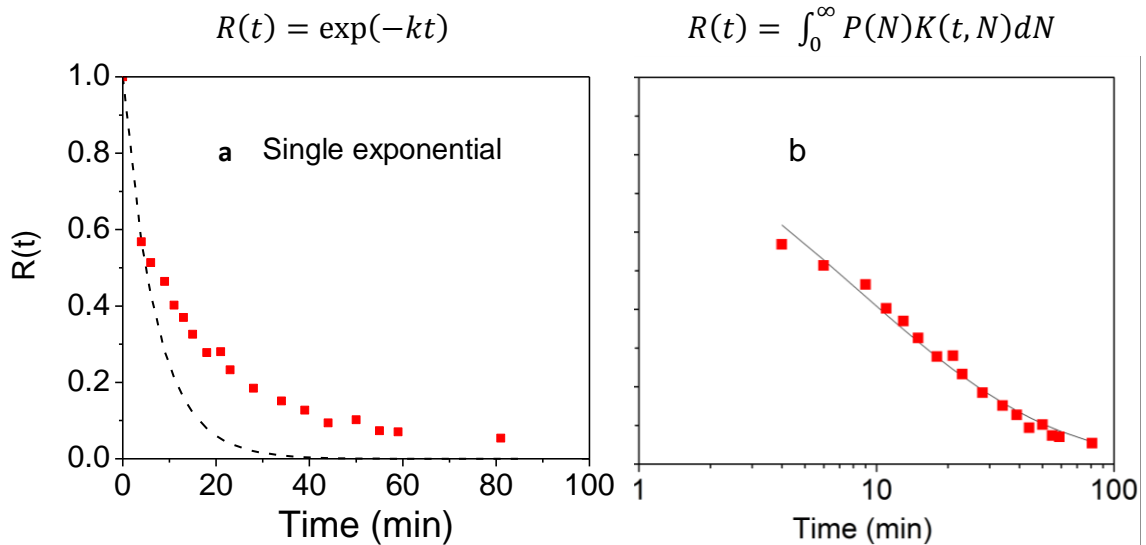 R(t) = exp(−kt)
R(t) = ∫₀^∞ P(N)K(t, N)dN
1.0
0.8
0.6
0.4
0.2
0.0
R(t)
a Single exponential
0 20 40 60 80 100
Time (min)
b
1 10 100
Time (min)